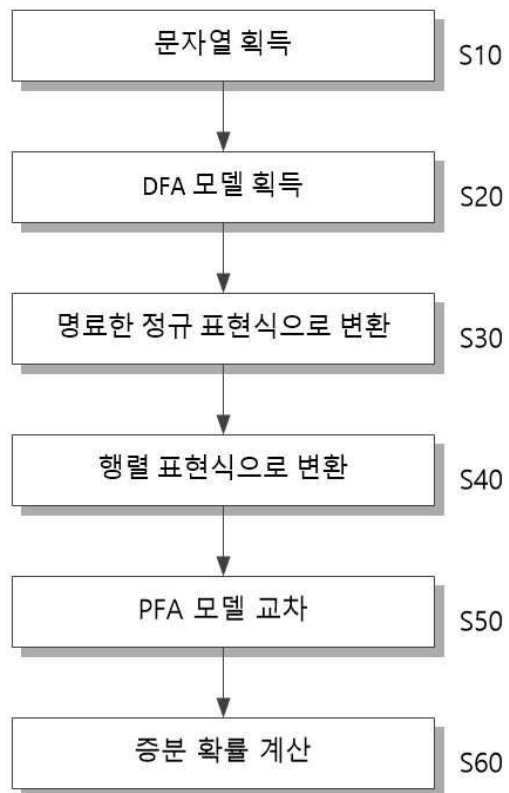 문자열 획득
S10
DFA 모델 획득
S20
명료한 정규 표현식으로 변환
S30
행렬 표현식으로 변환
S40
PFA 모델 교차
S50
증분 확률 계산
S60